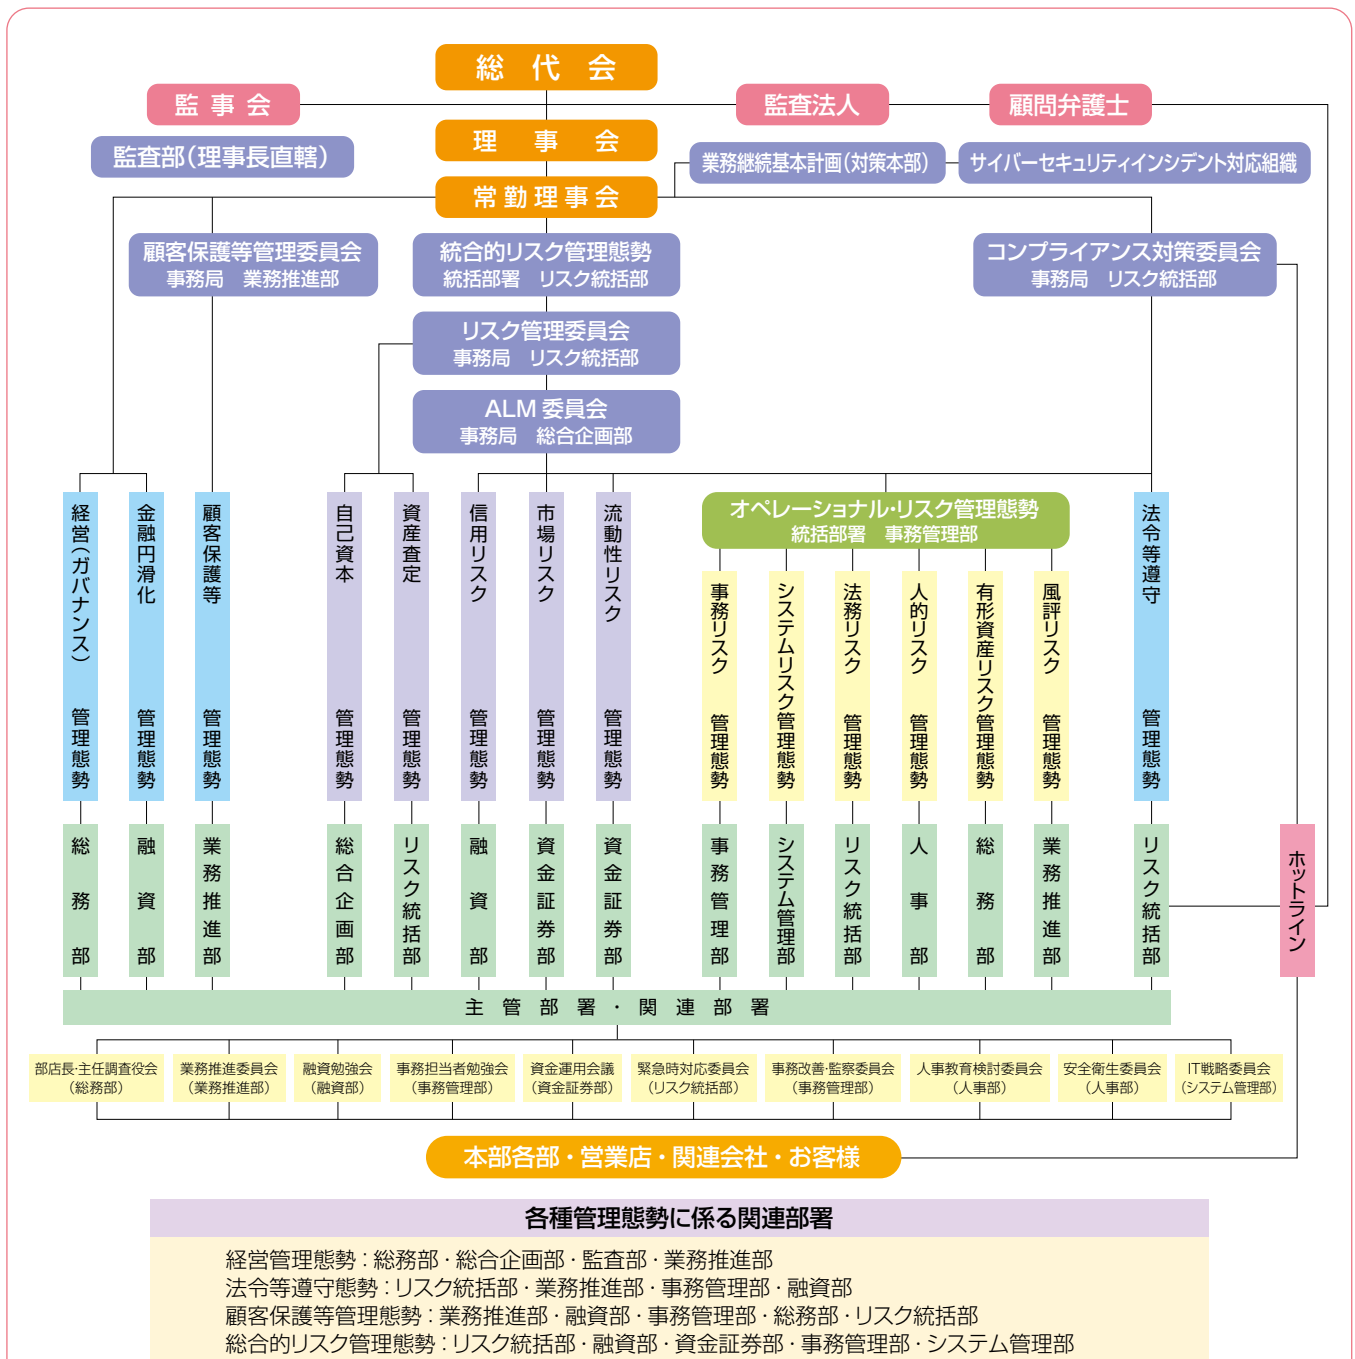 総代会
監事会
監査法人
顧問弁護士
理事会
監査部（理事長直轄）
業務継続基本計画（対策本部）
サイバーセキュリティインシデント対応組織
常勤理事会
顧客保護等管理委員会
事務局　業務推進部
統合的リスク管理態勢
統括部署　リスク統括部
コンプライアンス対策委員会
事務局　リスク統括部
リスク管理委員会
事務局　リスク統括部
ALM 委員会
事務局　総合企画部
経営（ガバナンス）　管理態勢
金融円滑化　管理態勢
顧客保護等　管理態勢
自己資本　管理態勢
資産査定　管理態勢
信用リスク　管理態勢
市場リスク　管理態勢
流動性リスク　管理態勢
オペレーショナル・リスク管理態勢
統括部署　事務管理部
事務リスク　管理態勢
システムリスク管理態勢
法務リスク　管理態勢
人的リスク　管理態勢
有形資産リスク管理態勢
風評リスク　管理態勢
法令等遵守　管理態勢
総務部
融資部
業務推進部
総合企画部
リスク統括部
融資部
資金証券部
資金証券部
事務管理部
システム管理部
リスク統括部
人事部
総務部
業務推進部
リスク統括部
ホットライン
主管部署・関連部署
部店長・主任調査役会
（総務部）
業務推進委員会
（業務推進部）
融資勉強会
（融資部）
事務担当者勉強会
（事務管理部）
資金運用会議
（資金証券部）
緊急時対応委員会
（リスク統括部）
事務改善・監察委員会
（事務管理部）
人事教育検討委員会
（人事部）
安全衛生委員会
（人事部）
IT戦略委員会
（システム管理部）
本部各部・営業店・関連会社・お客様
各種管理態勢に係る関連部署
経営管理態勢：総務部・総合企画部・監査部・業務推進部
法令等遵守態勢：リスク統括部・業務推進部・事務管理部・融資部
顧客保護等管理態勢：業務推進部・融資部・事務管理部・総務部・リスク統括部
総合的リスク管理態勢：リスク統括部・融資部・資金証券部・事務管理部・システム管理部